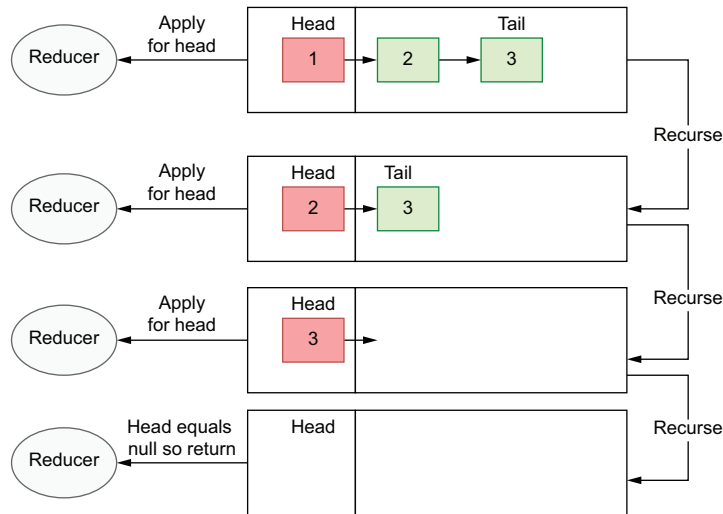 Apply
for head
Head
Tail
Reducer
1
2
3
Recurse
Apply
for head
Head
Tail
Reducer
2
3
Recurse
Apply
for head
Head
Reducer
3
Recurse
Head equals
null so return
Head
Reducer